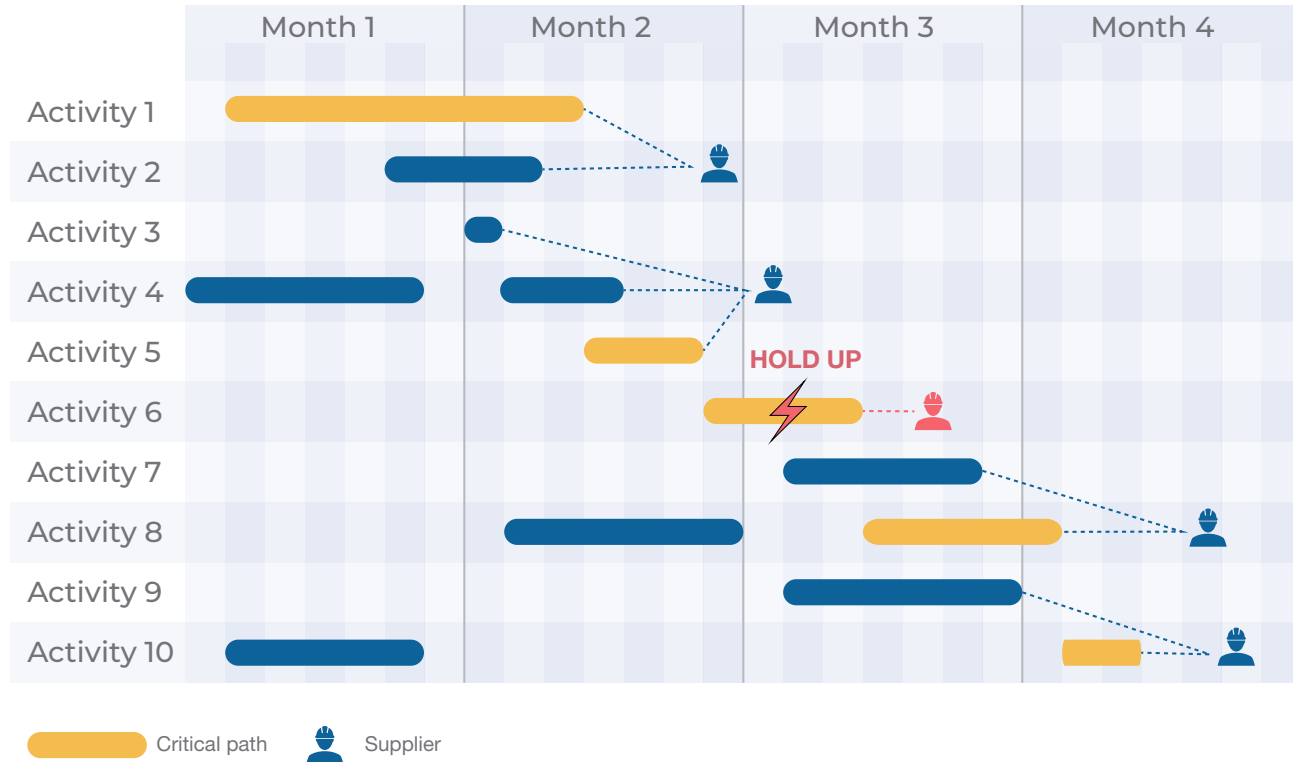 Month 1
Month 2
Month 3
Month 4
Activity 1
Activity 2
Activity 3
Activity 4
Activity 5
HOLD UP
Activity 6
Activity 7
Activity 8
Activity 9
Activity 10
Critical path
Supplier